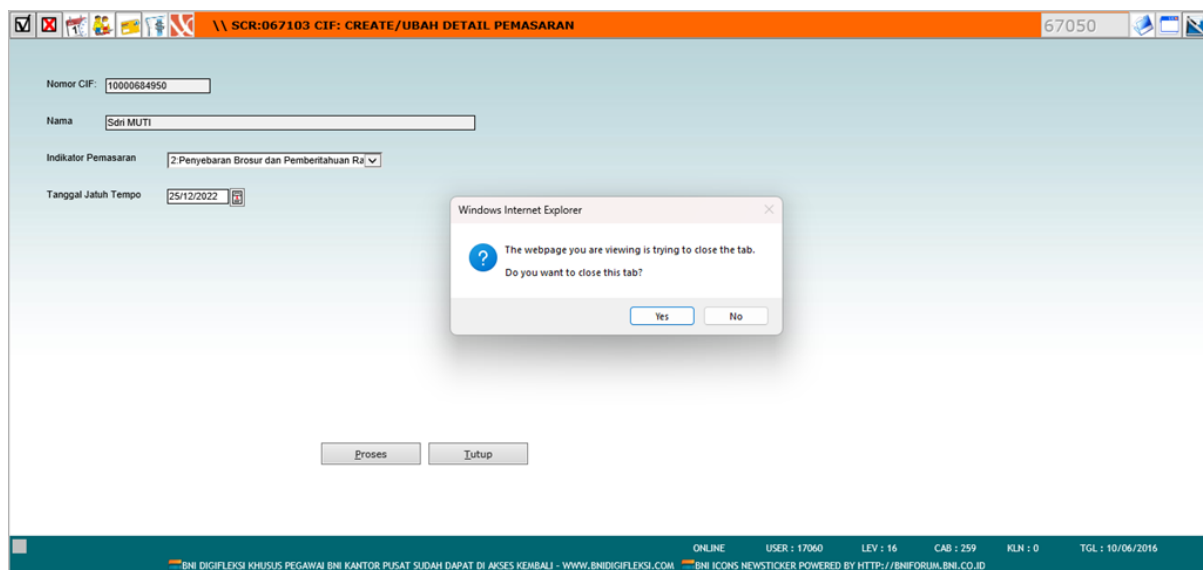 \\ SCR:067103 CIF: CREATE/UBAH DETAIL PEMASARAN
67050
Nomor CIF: 10000684950
Nama Sdri MUTI
Indikator Pemasaran 2:Penyebaran Brosur dan Pemberitahuan Ra
Tanggal Jatuh Tempo 25/12/2022
Windows Internet Explorer
The webpage you are viewing is trying to close the tab.
Do you want to close this tab?
Yes No
Proses Tutup
ONLINE USER : 17060 LEV : 16 CAB : 259 KLN : 0 TGL : 10/06/2016
BNI DIGIFLEKSI KHUSUS PEGAWAI BNI KANTOR PUSAT SUDAH DAPAT DI AKSES KEMBALI - WWW.BNIDIGIFLEKSI.COM BNI ICONS NEWSTICKER POWERED BY HTTP://BNIFORUM.BNI.CO.ID